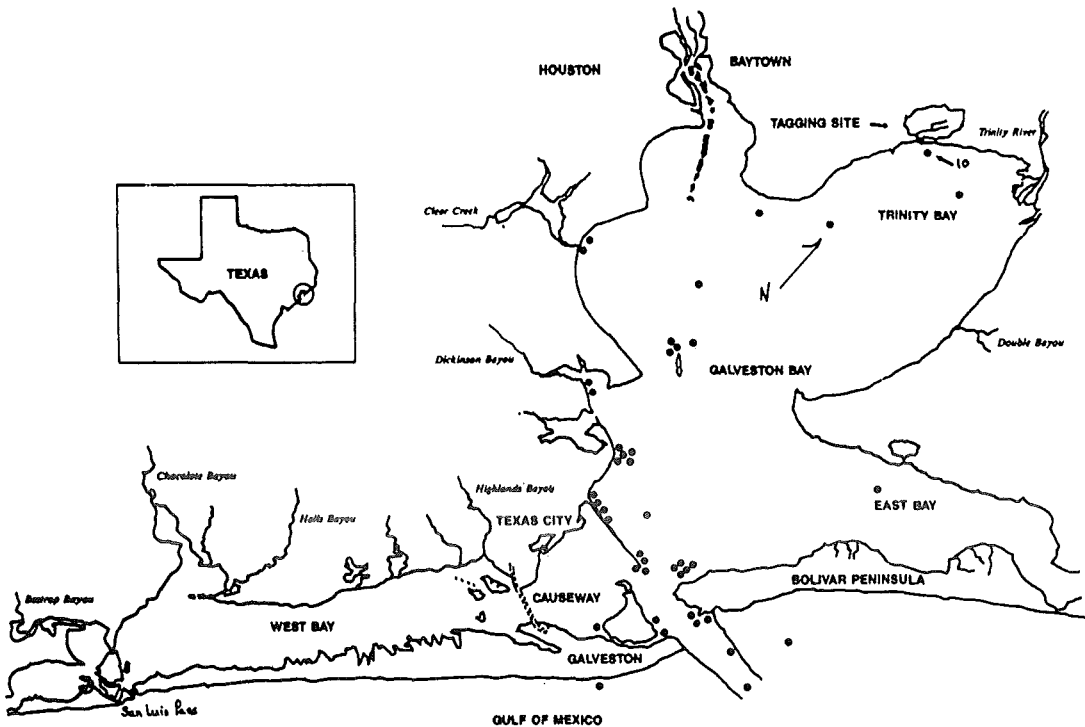 HOUSTON
BAYTOWN
TAGGING SITE
Trinity River
10
TRINITY BAY
Clear Creek
TEXAS
N
Double Bayou
Dickinson Bayou
GALVESTON BAY
Chocolate Bayou
Highlands Bayou
Halls Bayou
TEXAS CITY
EAST BAY
BOLIVAR PENINSULA
Bastrop Bayou
CAUSEWAY
WEST BAY
GALVESTON
San Luis Pass
GULF OF MEXICO